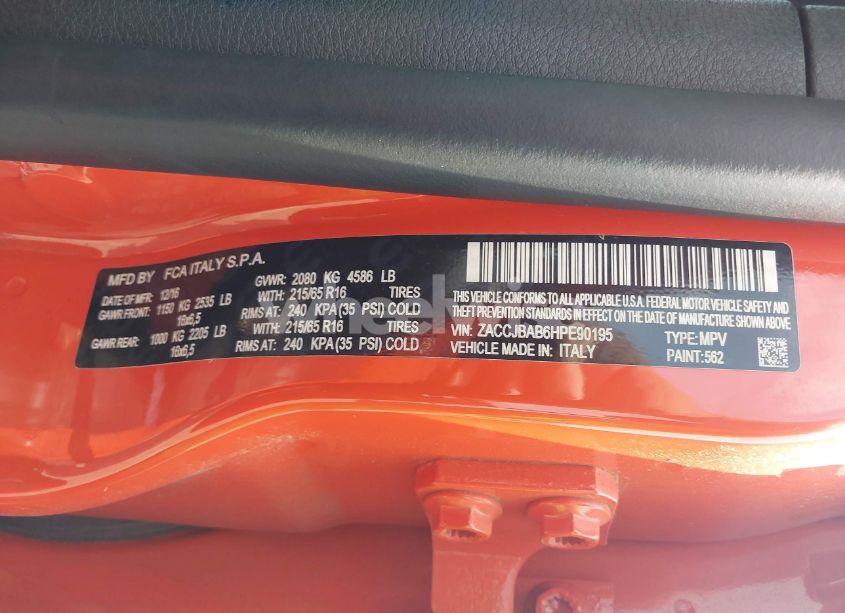 MFD BY FCA ITALY S.P.A.
DATE OF MFR: 12/16 GVWR: 2080 KG 4586 LB
GAWR FRONT: 1150 KG 2535 LB WITH: 215/65 R16 TIRES
16x6,5 RIMS AT: 240 KPA (35 PSI) COLD
GAWR REAR: 1000 KG 2205 LB WITH: 215/65 R16 TIRES
16x6,5 RIMS AT: 240 KPA (35 PSI) COLD
THIS VEHICLE CONFORMS TO ALL APPLICABLE U.S.A. FEDERAL MOTOR VEHICLE SAFETY AND
THEFT PREVENTION STANDARDS IN EFFECT ON THE DATE OF MANUFACTURE SHOWN ABOVE.
VIN: ZACCJBAB6HPE90195 TYPE: MPV
VEHICLE MADE IN: ITALY PAINT: 562